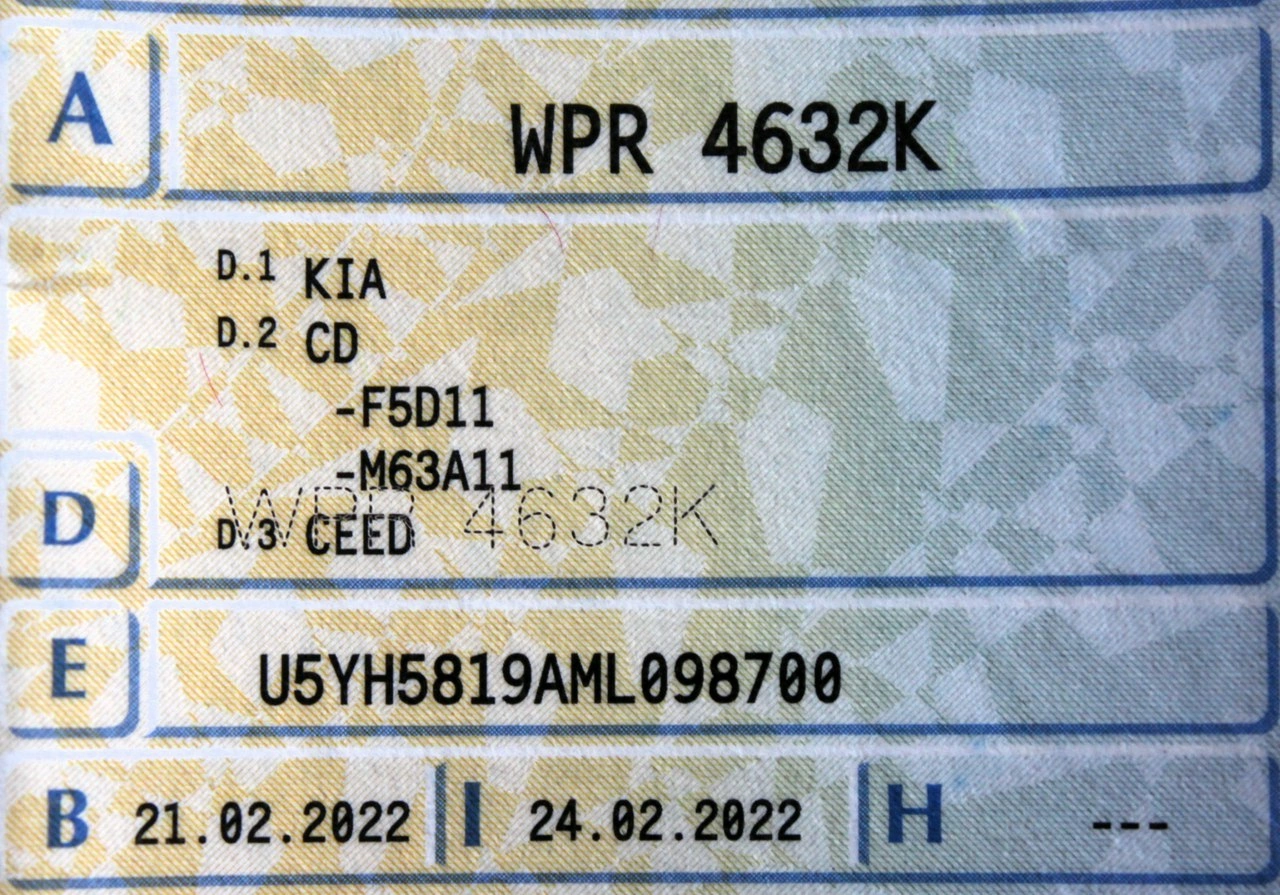 A WPR 4632K
D.1 KIA
D.2 CD
-F5D11
-M63A11
WPR 4632K
D D.3 CEED
E U5YH5819AML098700
B 21.02.2022 I 24.02.2022 H ---